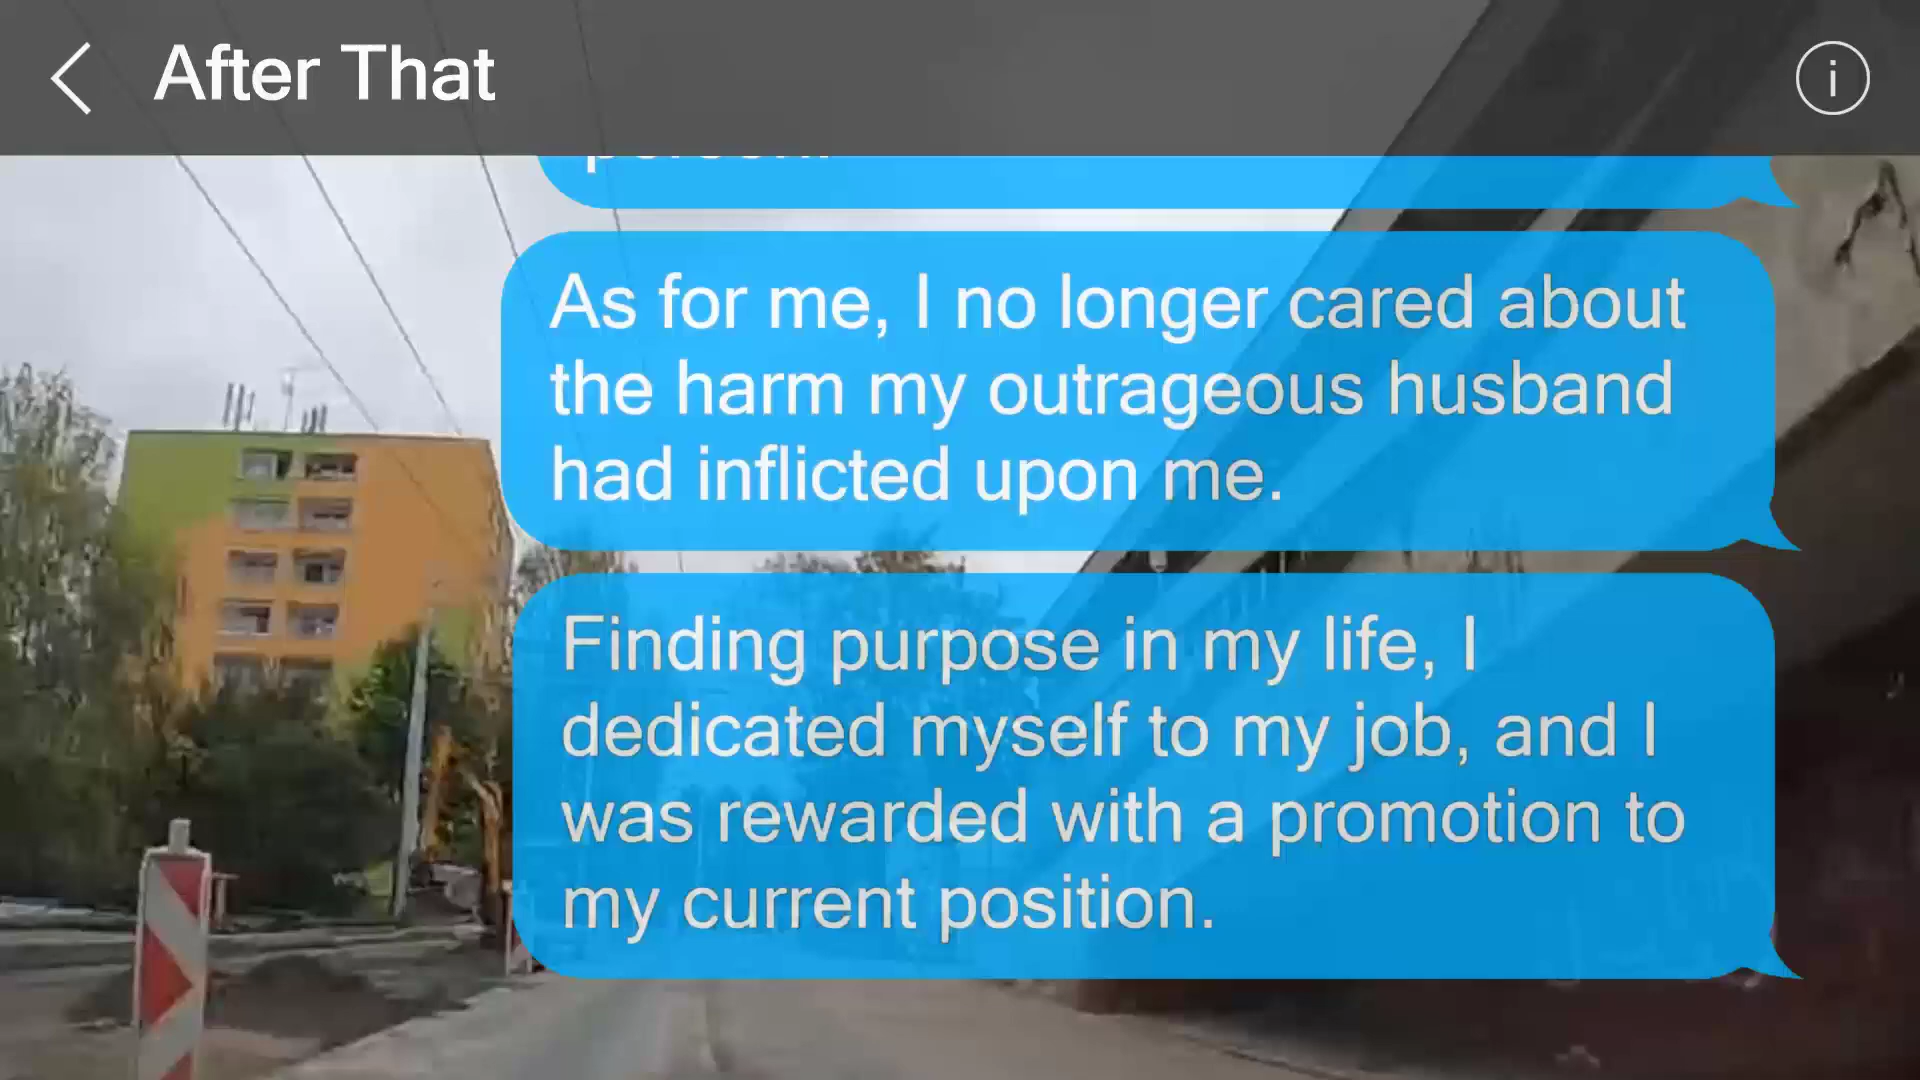 After That
As for me, I no longer cared about
the harm my outrageous husband
had inflicted upon me.
Finding purpose in my life, I
dedicated myself to my job, and I
was rewarded with a promotion to
my current position.